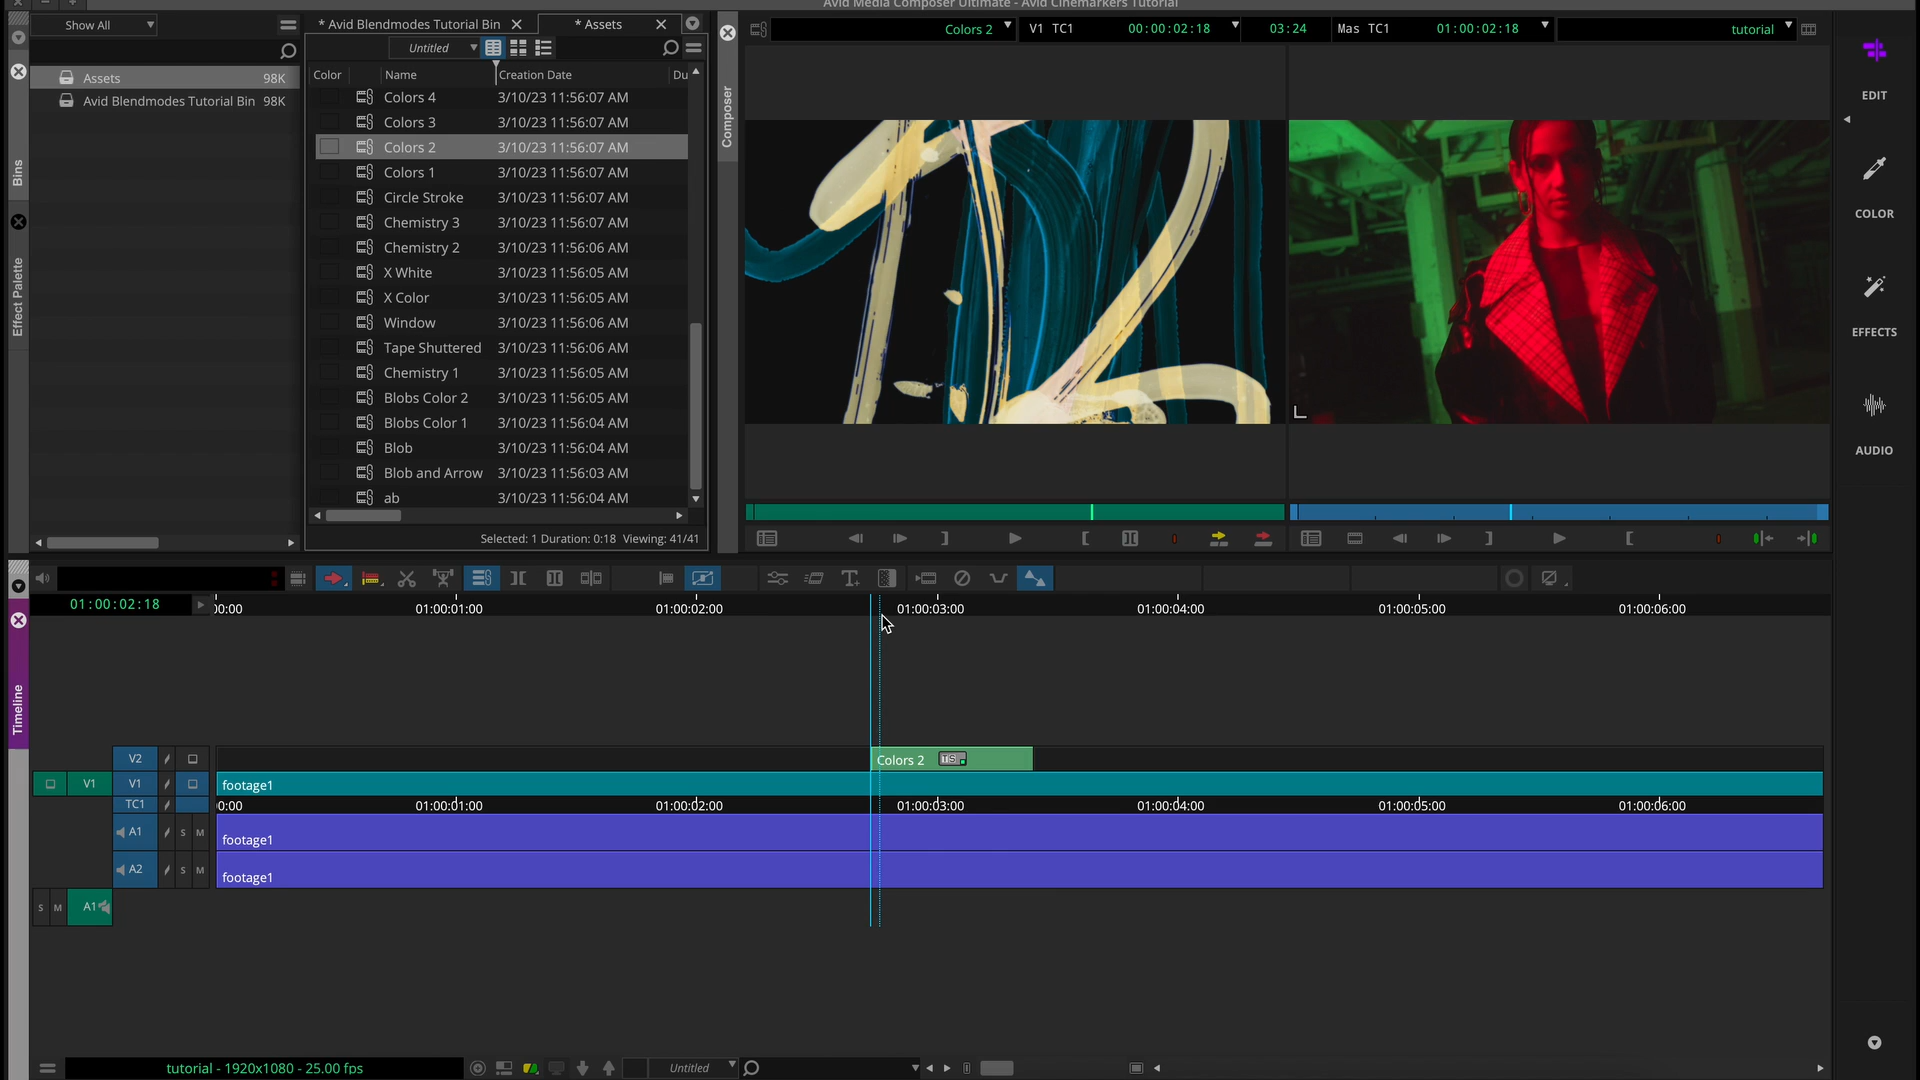 Avid Media Composer Ultimate - Avid Cinemarkers Tutorial
Show All
* Avid Blendmodes Tutorial Bin
* Assets
Colors 2
V1 TC1
00:00:02:18
03:24
Mas TC1
01:00:02:18
tutorial
Untitled
Assets 98K
Avid Blendmodes Tutorial Bin 98K
Color Name Creation Date Du
Colors 4 3/10/23 11:56:07 AM
Colors 3 3/10/23 11:56:07 AM
Colors 2 3/10/23 11:56:07 AM
Colors 1 3/10/23 11:56:07 AM
Circle Stroke 3/10/23 11:56:07 AM
Chemistry 3 3/10/23 11:56:07 AM
Chemistry 2 3/10/23 11:56:06 AM
X White 3/10/23 11:56:05 AM
X Color 3/10/23 11:56:05 AM
Window 3/10/23 11:56:06 AM
Tape Shuttered 3/10/23 11:56:06 AM
Chemistry 1 3/10/23 11:56:05 AM
Blobs Color 2 3/10/23 11:56:05 AM
Blobs Color 1 3/10/23 11:56:04 AM
Blob 3/10/23 11:56:04 AM
Blob and Arrow 3/10/23 11:56:03 AM
ab 3/10/23 11:56:04 AM
Selected: 1 Duration: 0:18 Viewing: 41/41
Bins
Effect Palette
Composer
EDIT
COLOR
EFFECTS
AUDIO
Timeline
01:00:02:18
00:00 01:00:01:00 01:00:02:00 01:00:03:00 01:00:04:00 01:00:05:00 01:00:06:00
V2
Colors 2
TS
V1 V1
footage1
TC1
00:00 01:00:01:00 01:00:02:00 01:00:03:00 01:00:04:00 01:00:05:00 01:00:06:00
A1 S M
footage1
A2 S M
footage1
S M A1
tutorial - 1920x1080 - 25.00 fps
Untitled